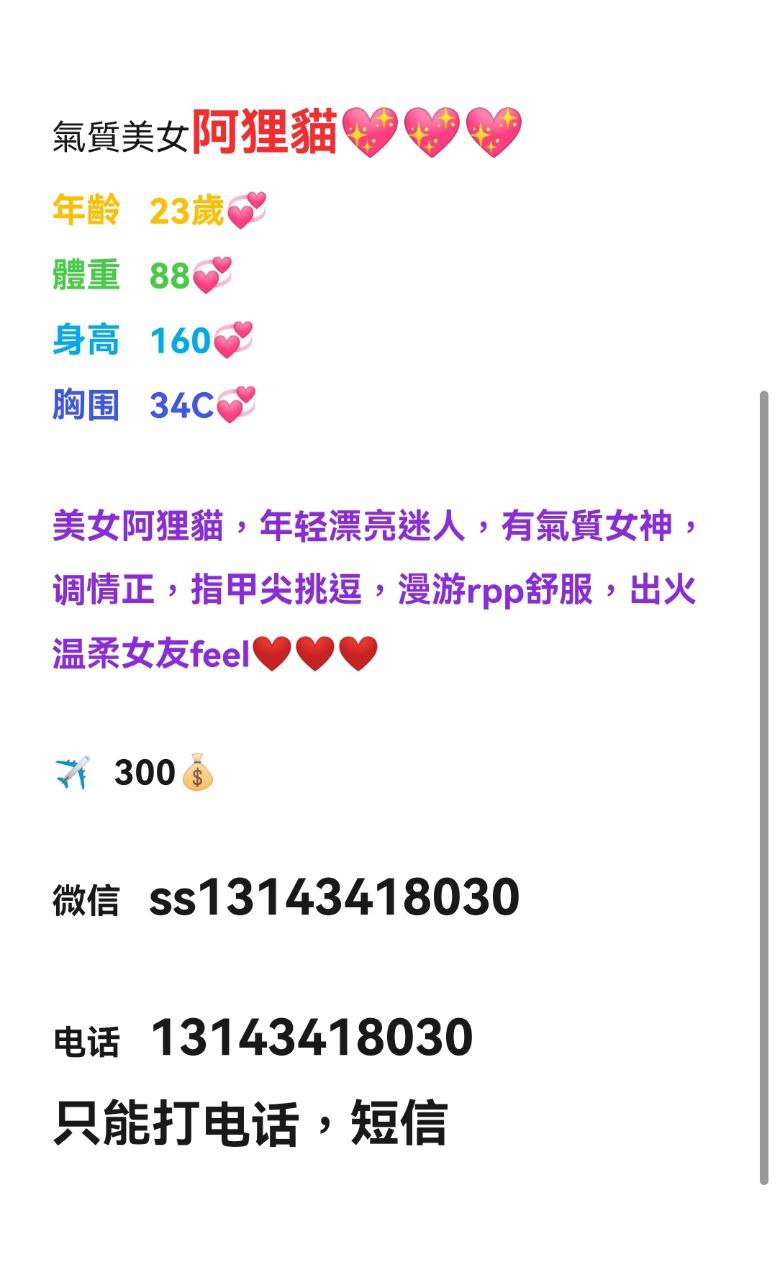 氣質美女阿狸貓💖💖💖
年齡 23歲💞
體重 88💞
身高 160💞
胸围 34C💞
美女阿狸貓，年轻漂亮迷人，有氣質女神，
调情正，指甲尖挑逗，漫游rpp舒服，出火
温柔女友feel❤️❤️❤️
✈️ 300💰
微信 ss13143418030
电话 13143418030
只能打电话，短信